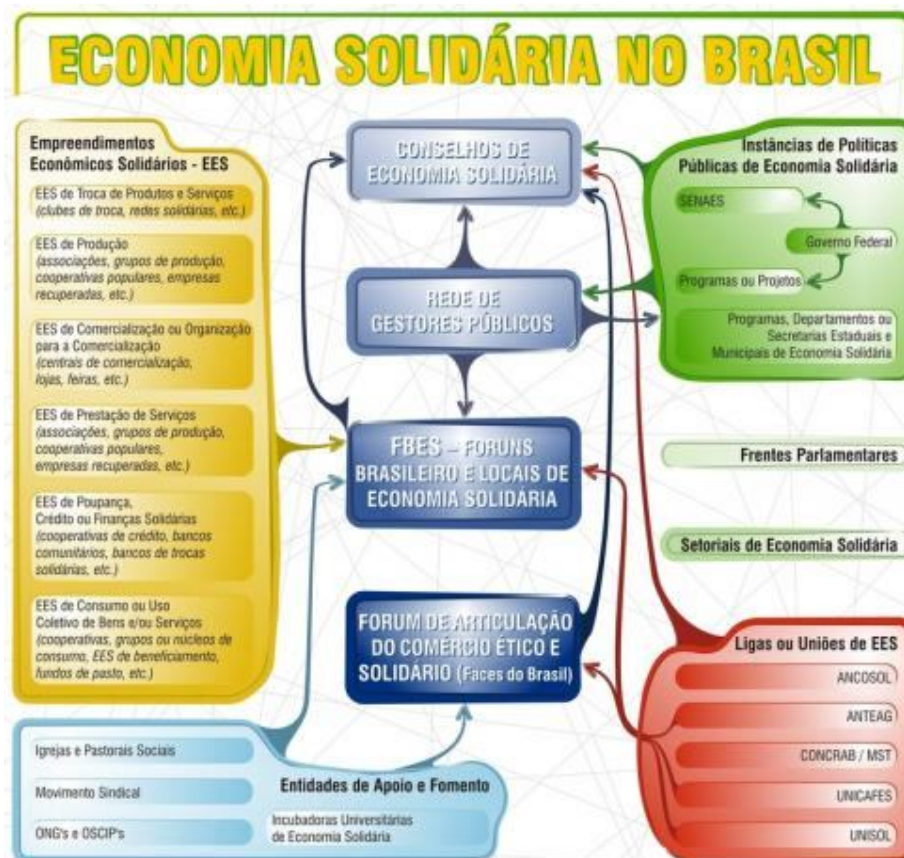 ECONOMIA SOLIDÁRIA NO BRASIL
Empreendimentos
Econômicos Solidários - EES
EES de Troca de Produtos e Serviços
(clubes de troca, redes solidárias, etc.)
EES de Produção
(associações, grupos de produção,
cooperativas populares, empresas
recuperadas, etc.)
EES de Comercialização ou Organização
para a Comercialização
(centrais de comercialização,
lojas, feiras, etc.)
EES de Prestação de Serviços
(associações, grupos de produção,
cooperativas populares,
empresas recuperadas, etc.)
EES de Poupança,
Crédito ou Finanças Solidárias
(cooperativas de crédito, bancos
comunitários, bancos de trocas
solidárias, etc.)
EES de Consumo ou Uso
Coletivo de Bens e/ou Serviços
(cooperativas, grupos ou núcleos de
consumo, EES de beneficiamento,
fundos de pasto, etc.)
CONSELHOS DE
ECONOMIA SOLIDÁRIA
REDE DE
GESTORES PÚBLICOS
FBES – FORUNS
BRASILEIRO E LOCAIS DE
ECONOMIA SOLIDÁRIA
FORUM DE ARTICULAÇÃO
DO COMÉRCIO ÉTICO E
SOLIDÁRIO (Faces do Brasil)
Instâncias de Políticas
Públicas de Economia Solidária
SENAES
Governo Federal
Programas ou Projetos
Programas, Departamentos ou
Secretarias Estaduais e
Municipais de Economia Solidária
Frentes Parlamentares
Setoriais de Economia Solidária
Ligas ou Uniões de EES
ANCOSOL
ANTEAG
CONCRAB / MST
UNICAFES
UNISOL
Igrejas e Pastorais Sociais
Movimento Sindical
ONG's e OSCIP's
Entidades de Apoio e Fomento
Incubadoras Universitárias
de Economia Solidária